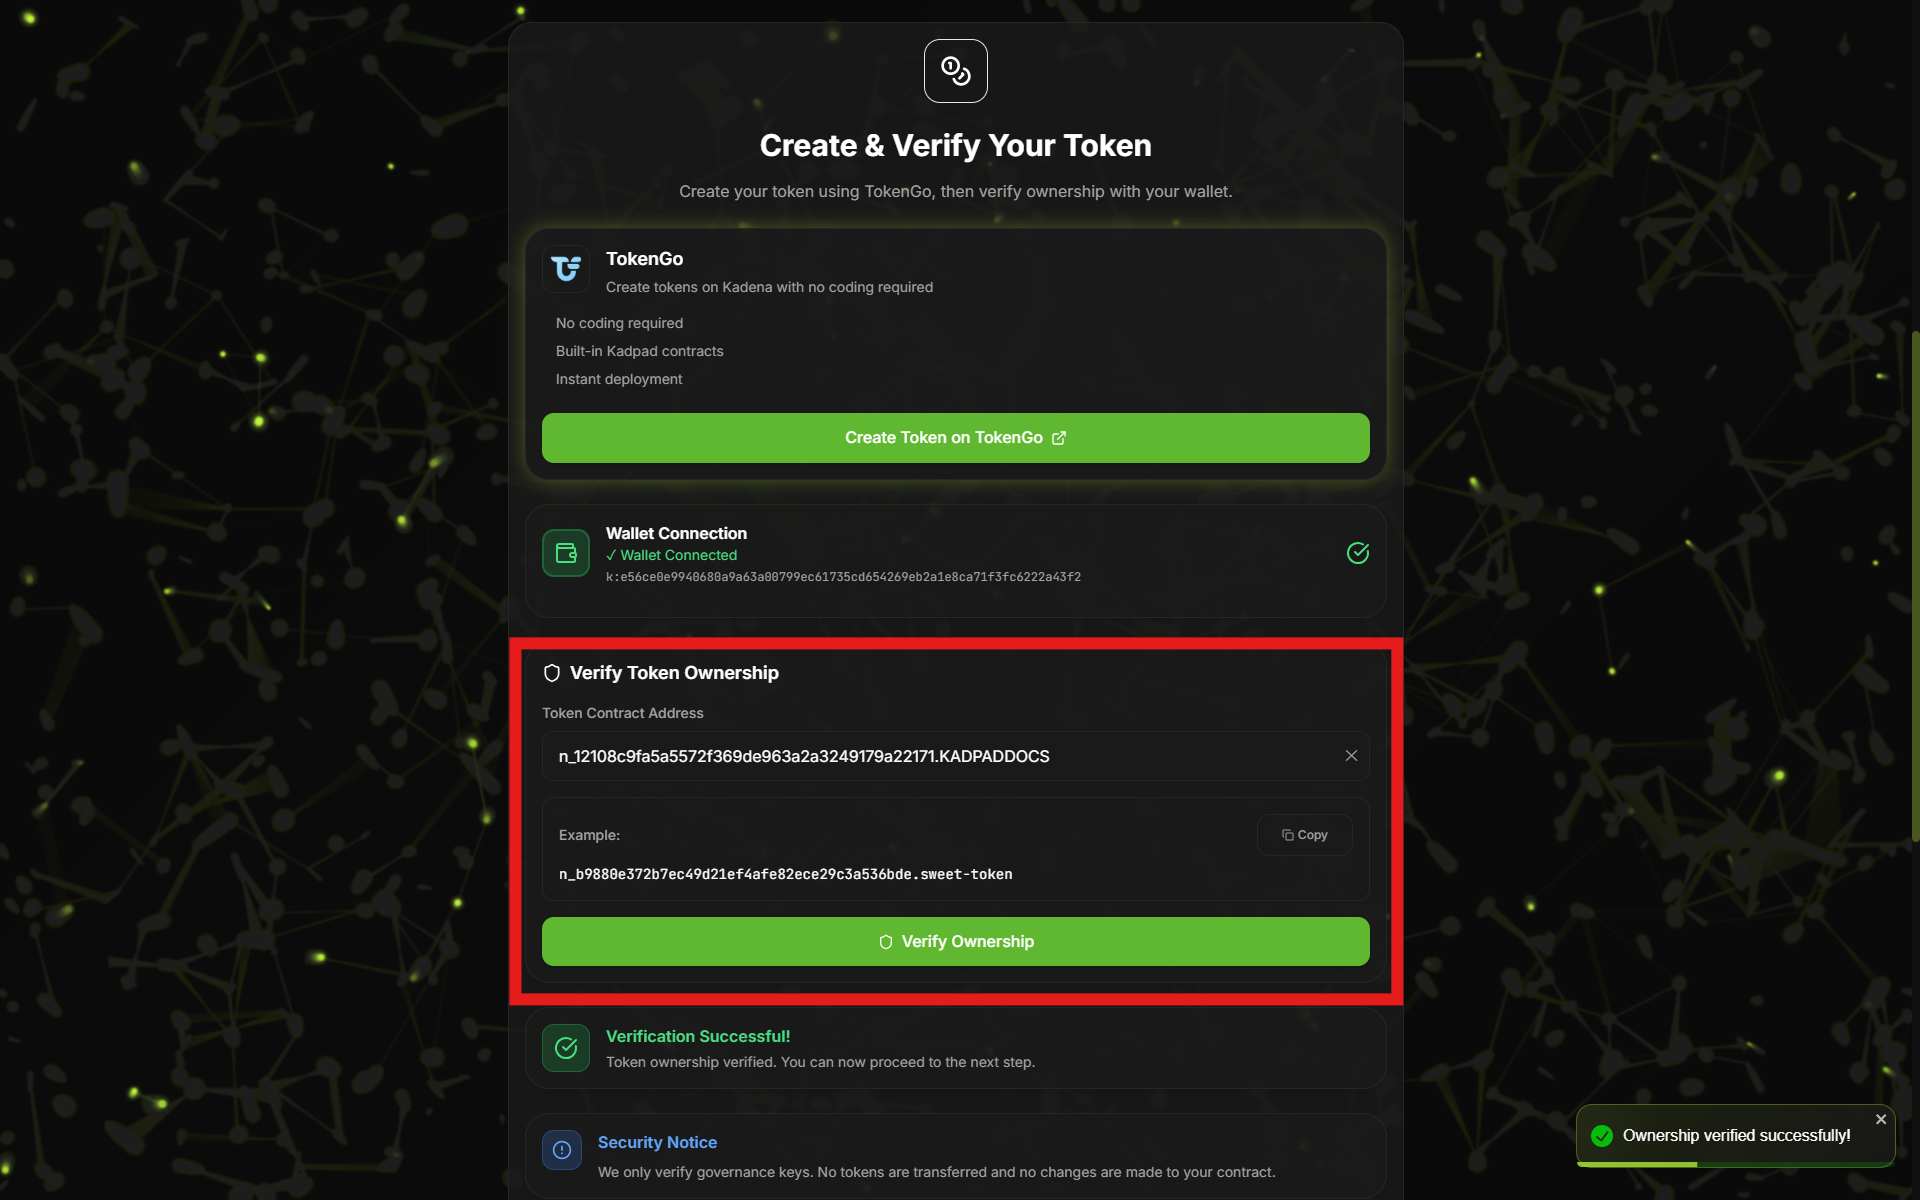 Create & Verify Your Token
Create your token using TokenGo, then verify ownership with your wallet.
TokenGo
Create tokens on Kadena with no coding required
No coding required
Built-in Kadpad contracts
Instant deployment
Create Token on TokenGo
Wallet Connection
✓ Wallet Connected
k:e56ce0e9940680a9a63a00799ec61735cd654269eb2a1e8ca71f3fc6222a43f2
Verify Token Ownership
Token Contract Address
n_12108c9fa5a5572f369de963a2a3249179a22171.KADPADDOCS
Example:
Copy
n_b9880e372b7ec49d21ef4afe82ece29c3a536bde.sweet-token
Verify Ownership
Verification Successful!
Token ownership verified. You can now proceed to the next step.
Security Notice
We only verify governance keys. No tokens are transferred and no changes are made to your contract.
Ownership verified successfully!